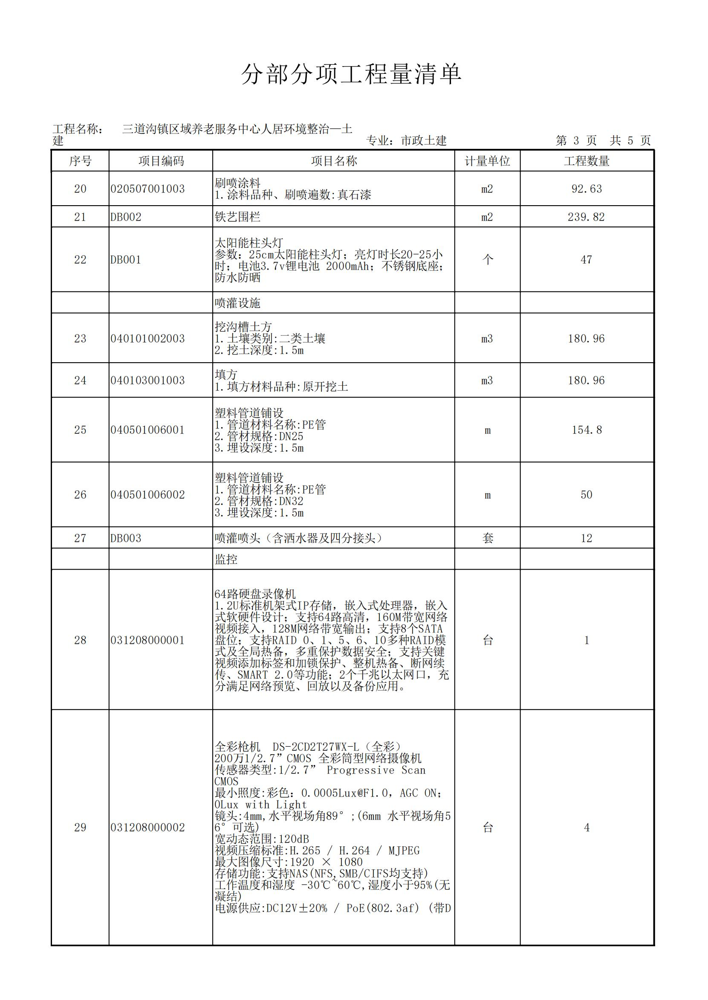 分部分项工程量清单
工程名称： 三道沟镇区域养老服务中心人居环境整治—土
建
专业：市政土建
第 3 页 共 5 页
序号 项目编码 项目名称 计量单位 工程数量
20 020507001003 刷喷涂料 m2 92.63
1.涂料品种、刷喷遍数:真石漆
21 DB002 铁艺围栏 m2 239.82
22 DB001 太阳能柱头灯 个 47
参数：25cm太阳能柱头灯；亮灯时长20-25小
时；电池3.7v锂电池 2000mAh；不锈钢底座；
防水防晒
喷灌设施
23 040101002003 挖沟槽土方 m3 180.96
1.土壤类别:二类土壤
2.挖土深度:1.5m
24 040103001003 填方 m3 180.96
1.填方材料品种:原开挖土
25 040501006001 塑料管道铺设 m 154.8
1.管道材料名称:PE管
2.管材规格:DN25
3.埋设深度:1.5m
26 040501006002 塑料管道铺设 m 50
1.管道材料名称:PE管
2.管材规格:DN32
3.埋设深度:1.5m
27 DB003 喷灌喷头（含洒水器及四分接头） 套 12
监控
28 031208000001 64路硬盘录像机 台 1
1.2U标准机架式IP存储，嵌入式处理器，嵌入
式软硬件设计；支持64路高清，160M带宽网络
视频接入，128M网络带宽输出；支持8个SATA
盘位；支持RAID 0、1、5、6、10多种RAID模
式及全局热备，多重保护数据安全；支持关键
视频添加标签和加锁保护、整机热备、断网续
传、SMART 2.0等功能；2个千兆以太网口，充
分满足网络预览、回放以及备份应用。
29 031208000002 全彩枪机 DS-2CD2T27WX-L（全彩） 台 4
200万1/2.7”CMOS 全彩筒型网络摄像机
传感器类型:1/2.7” Progressive Scan
CMOS
最小照度:彩色：0.0005Lux@F1.0，AGC ON；
0Lux with Light
镜头:4mm,水平视场角89°;(6mm 水平视场角5
6°可选)
宽动态范围:120dB
视频压缩标准:H.265 / H.264 / MJPEG
最大图像尺寸:1920 × 1080
存储功能:支持NAS(NFS,SMB/CIFS均支持)
工作温度和湿度 -30℃~60℃,湿度小于95%(无
凝结)
电源供应:DC12V±20% / PoE(802.3af) (带D